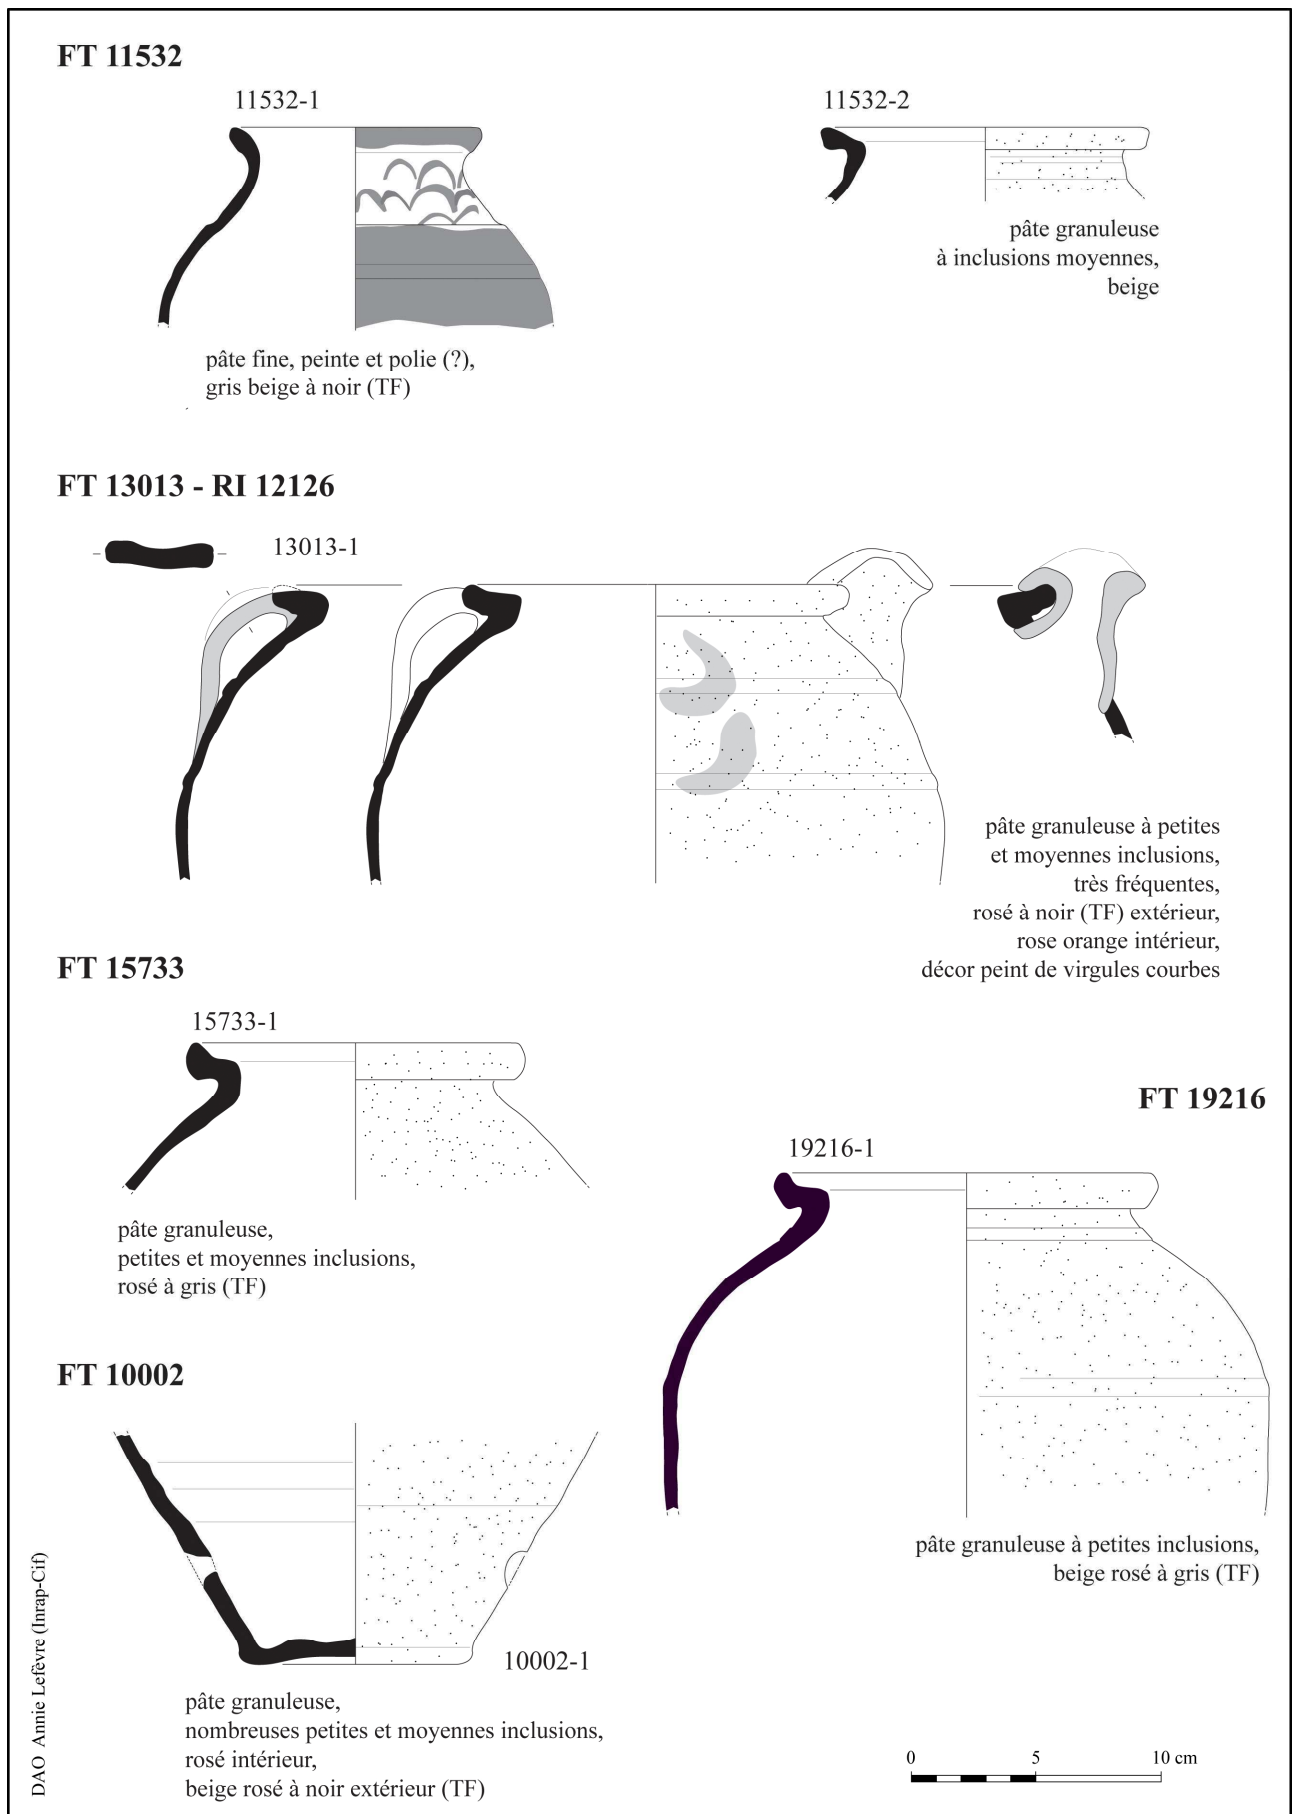 FT 11532
11532-1
11532-2
pâte granuleuse
à inclusions moyennes,
beige
pâte fine, peinte et polie (?),
gris beige à noir (TF)
FT 13013 - RI 12126
13013-1
pâte granuleuse à petites
et moyennes inclusions,
très fréquentes,
rosé à noir (TF) extérieur,
rose orange intérieur,
décor peint de virgules courbes
FT 15733
15733-1
pâte granuleuse,
petites et moyennes inclusions,
rosé à gris (TF)
FT 19216
19216-1
pâte granuleuse à petites inclusions,
beige rosé à gris (TF)
FT 10002
10002-1
pâte granuleuse,
nombreuses petites et moyennes inclusions,
rosé intérieur,
beige rosé à noir extérieur (TF)
DAO Annie Lefèvre (Inrap-Cif)
0 5 10 cm